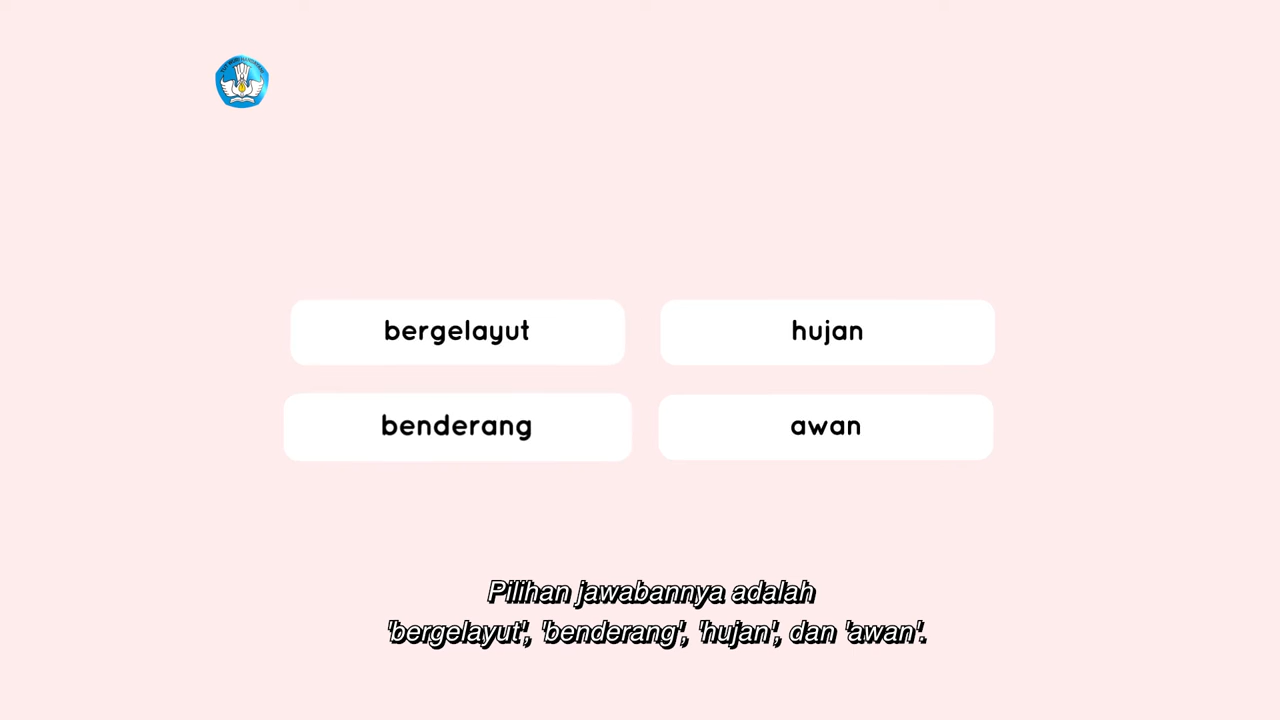 bergelayut
hujan
benderang
awan
Pilihan jawabannya adalah
'bergelayut', 'benderang', 'hujan', dan 'awan'.